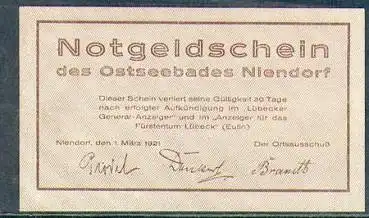 Notgeldschein
des Ostseebades Niendorf
Dieser Schein verliert seine Gültigkeit 30 Tage
nach erfolgter Aufkündigung im „Lübecker
General-Anzeiger" und im „Anzeiger für das
Fürstentum Lübeck" (Eutin)
Niendorf, den 1. März 1921 Der Ortsausschuß
Brandt